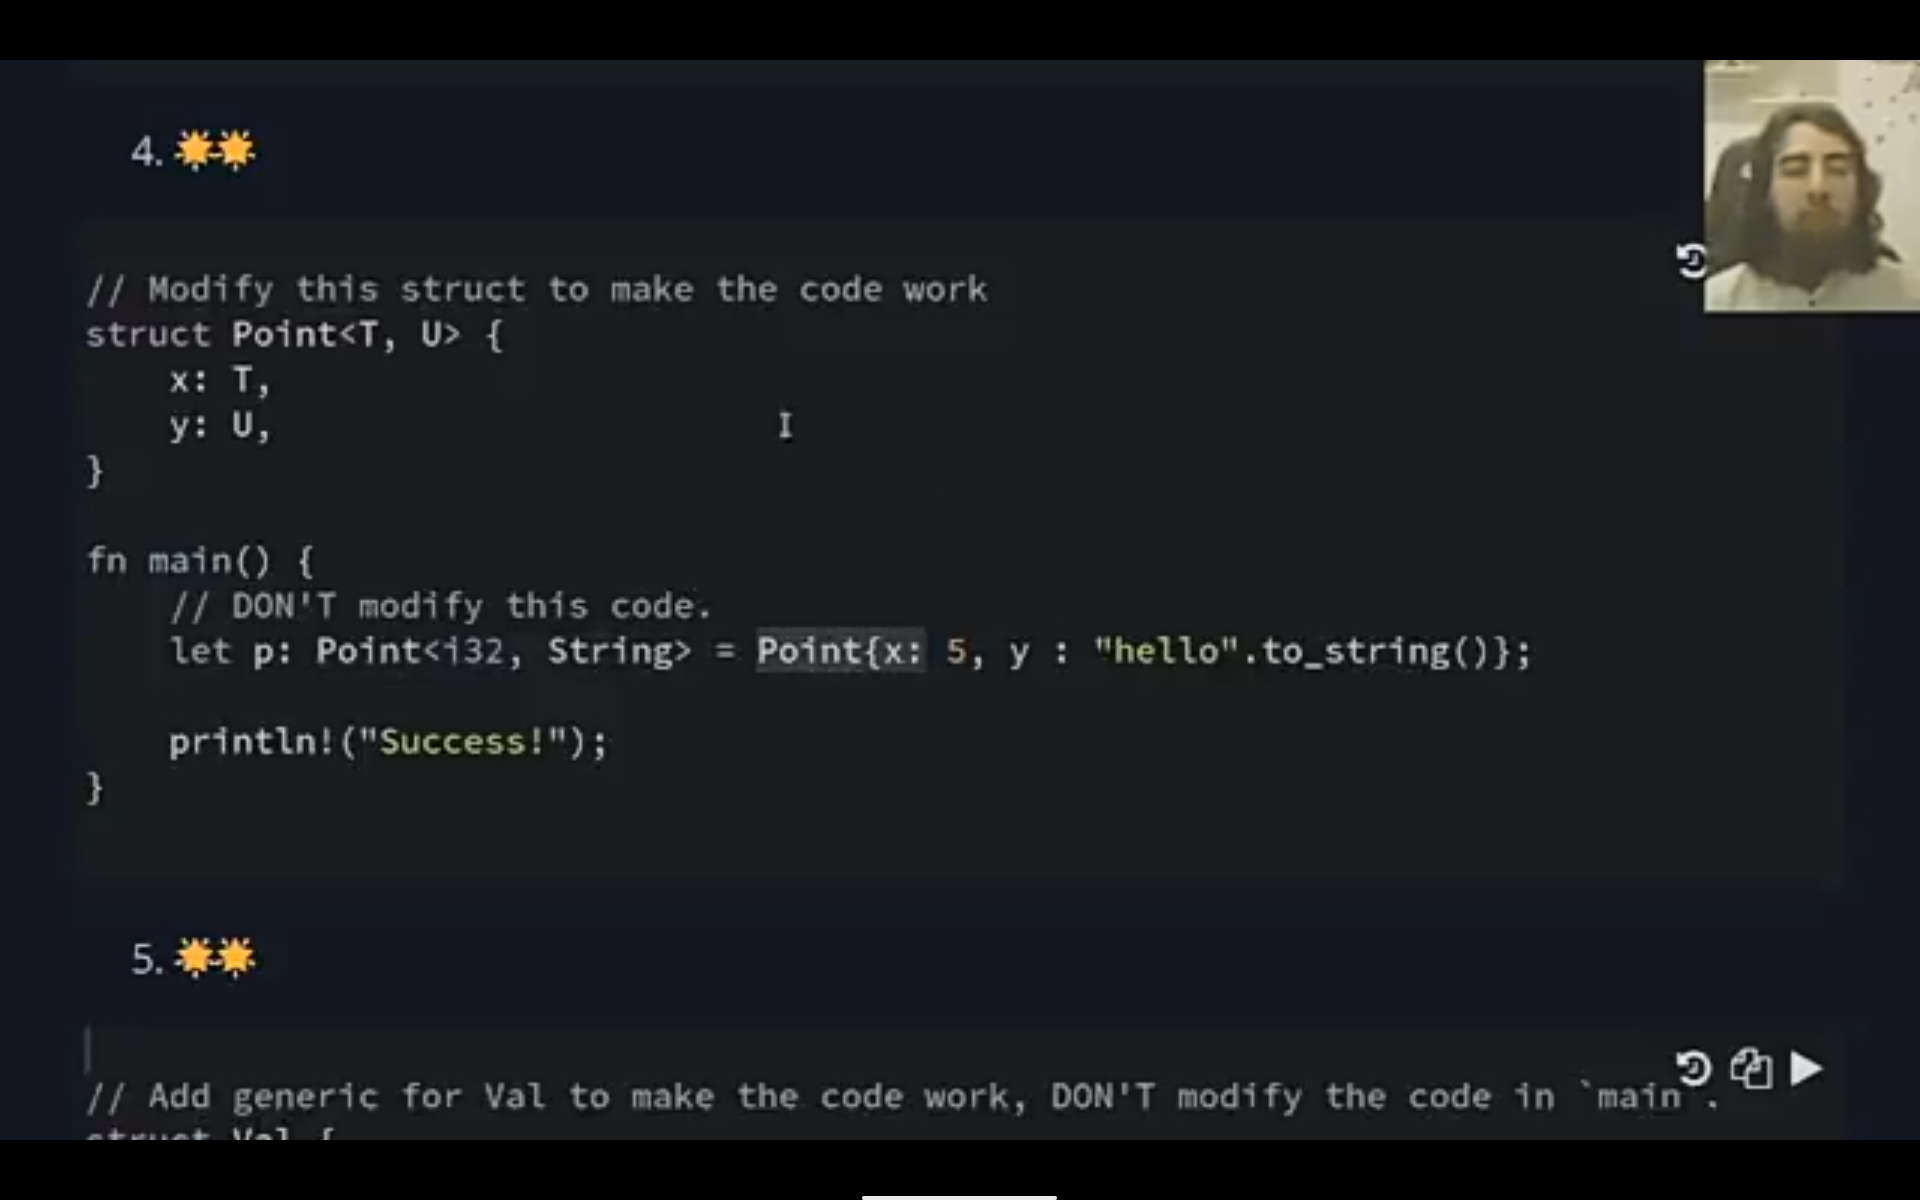 4. 🌟🌟
// Modify this struct to make the code work
struct Point<T, U> {
    x: T,
    y: U,
}
fn main() {
    // DON'T modify this code.
    let p: Point<i32, String> = Point{x: 5, y : "hello".to_string()};
    println!("Success!");
}
5. 🌟🌟
// Add generic for Val to make the code work, DON'T modify the code in `main`.
struct Val {